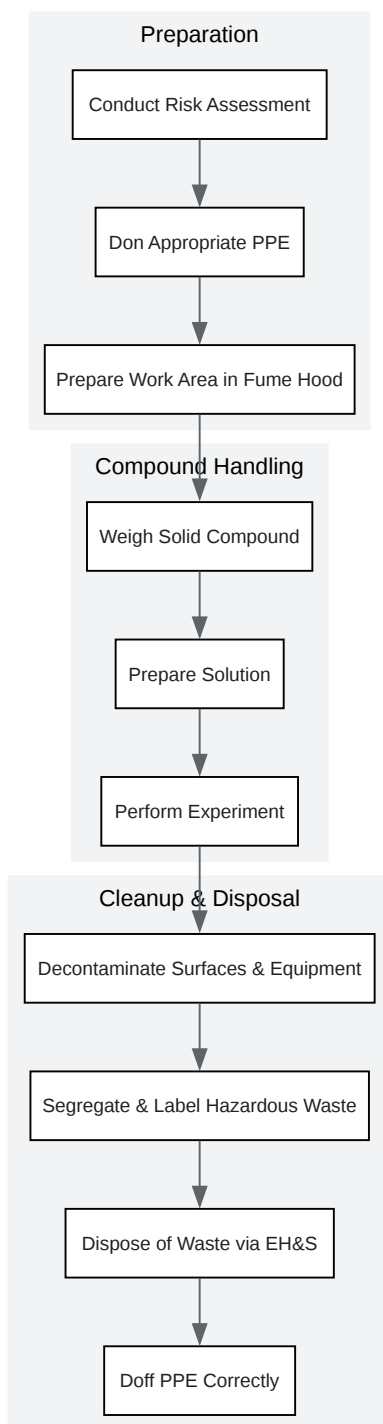 Preparation
Conduct Risk Assessment
Don Appropriate PPE
Prepare Work Area in Fume Hood
Compound Handling
Weigh Solid Compound
Prepare Solution
Perform Experiment
Cleanup & Disposal
Decontaminate Surfaces & Equipment
Segregate & Label Hazardous Waste
Dispose of Waste via EH&S
Doff PPE Correctly